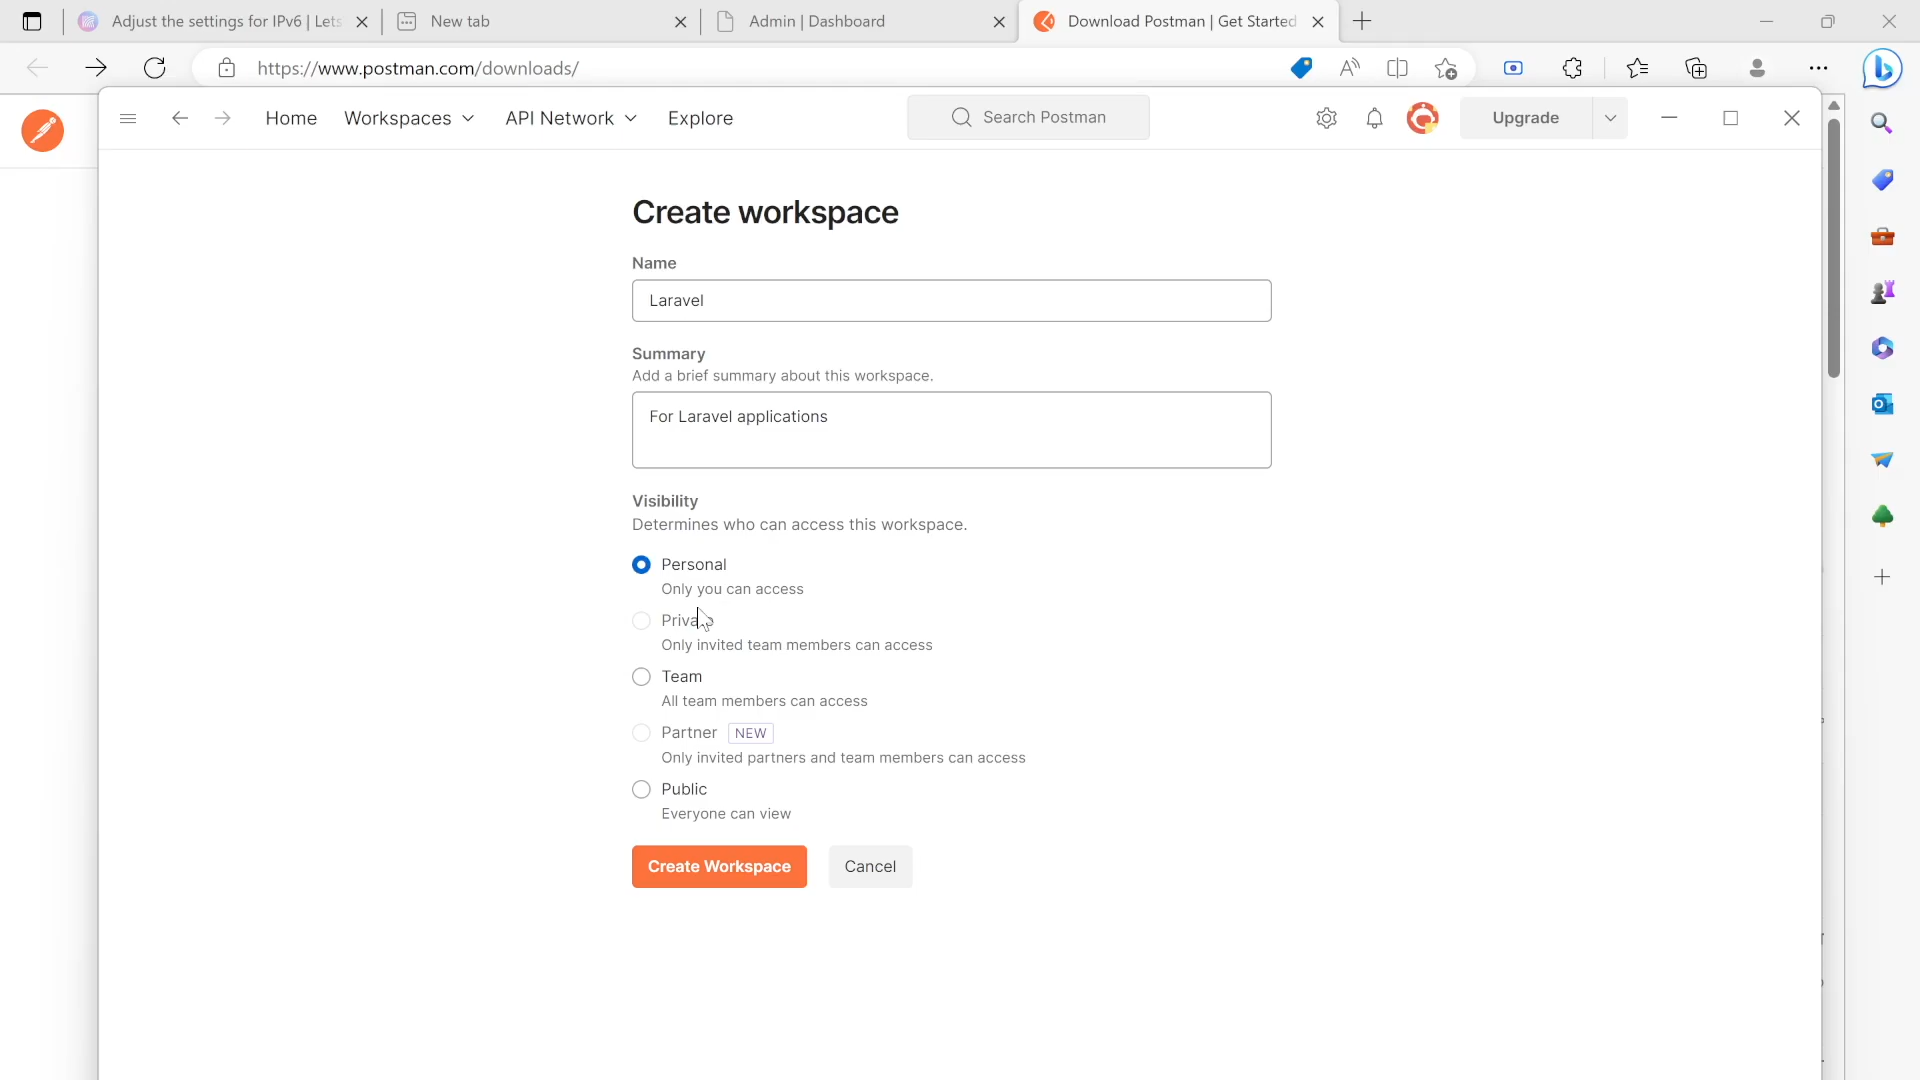 Adjust the settings for IPv6 | Lets
New tab
Admin | Dashboard
Download Postman | Get Started
https://www.postman.com/downloads/
Home
Workspaces
API Network
Explore
Search Postman
Upgrade
Create workspace
Name
Laravel
Summary
Add a brief summary about this workspace.
For Laravel applications
Visibility
Determines who can access this workspace.
Personal
Only you can access
Private
Only invited team members can access
Team
All team members can access
Partner NEW
Only invited partners and team members can access
Public
Everyone can view
Create Workspace
Cancel